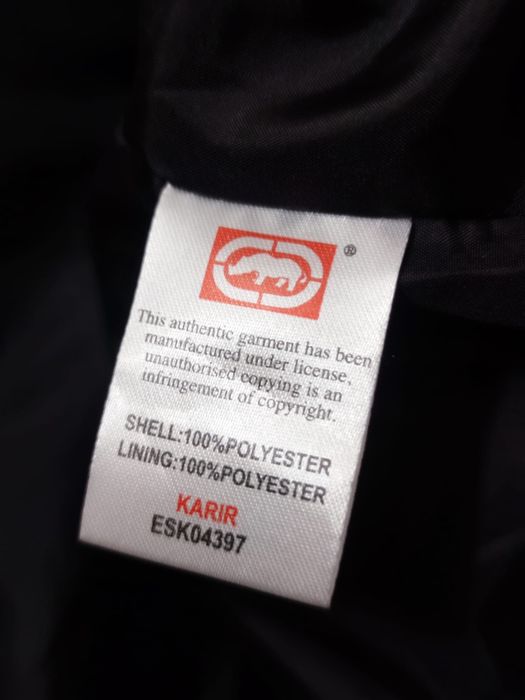 ®
This authentic garment has been
manufactured under license,
unauthorised copying is an
infringement of copyright.
SHELL:100%POLYESTER
LINING:100%POLYESTER
KARIR
ESK04397